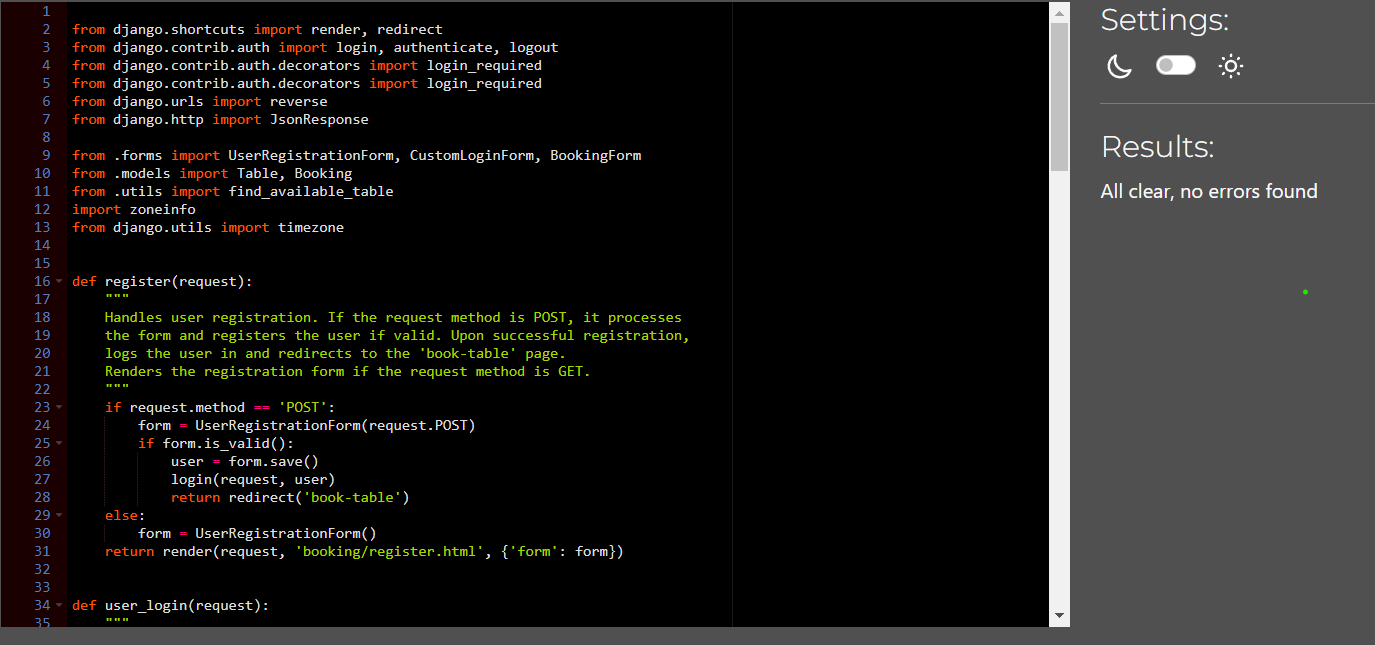 1
2 from django.shortcuts import render, redirect
3 from django.contrib.auth import login, authenticate, logout
4 from django.contrib.auth.decorators import login_required
5 from django.contrib.auth.decorators import login_required
6 from django.urls import reverse
7 from django.http import JsonResponse
8
9 from .forms import UserRegistrationForm, CustomLoginForm, BookingForm
10 from .models import Table, Booking
11 from .utils import find_available_table
12 import zoneinfo
13 from django.utils import timezone
14
15
16 def register(request):
17     """
18     Handles user registration. If the request method is POST, it processes
19     the form and registers the user if valid. Upon successful registration,
20     logs the user in and redirects to the 'book-table' page.
21     Renders the registration form if the request method is GET.
22     """
23     if request.method == 'POST':
24         form = UserRegistrationForm(request.POST)
25         if form.is_valid():
26             user = form.save()
27             login(request, user)
28             return redirect('book-table')
29     else:
30         form = UserRegistrationForm()
31     return render(request, 'booking/register.html', {'form': form})
32
33
34 def user_login(request):
35     """
Settings:
Results:
All clear, no errors found